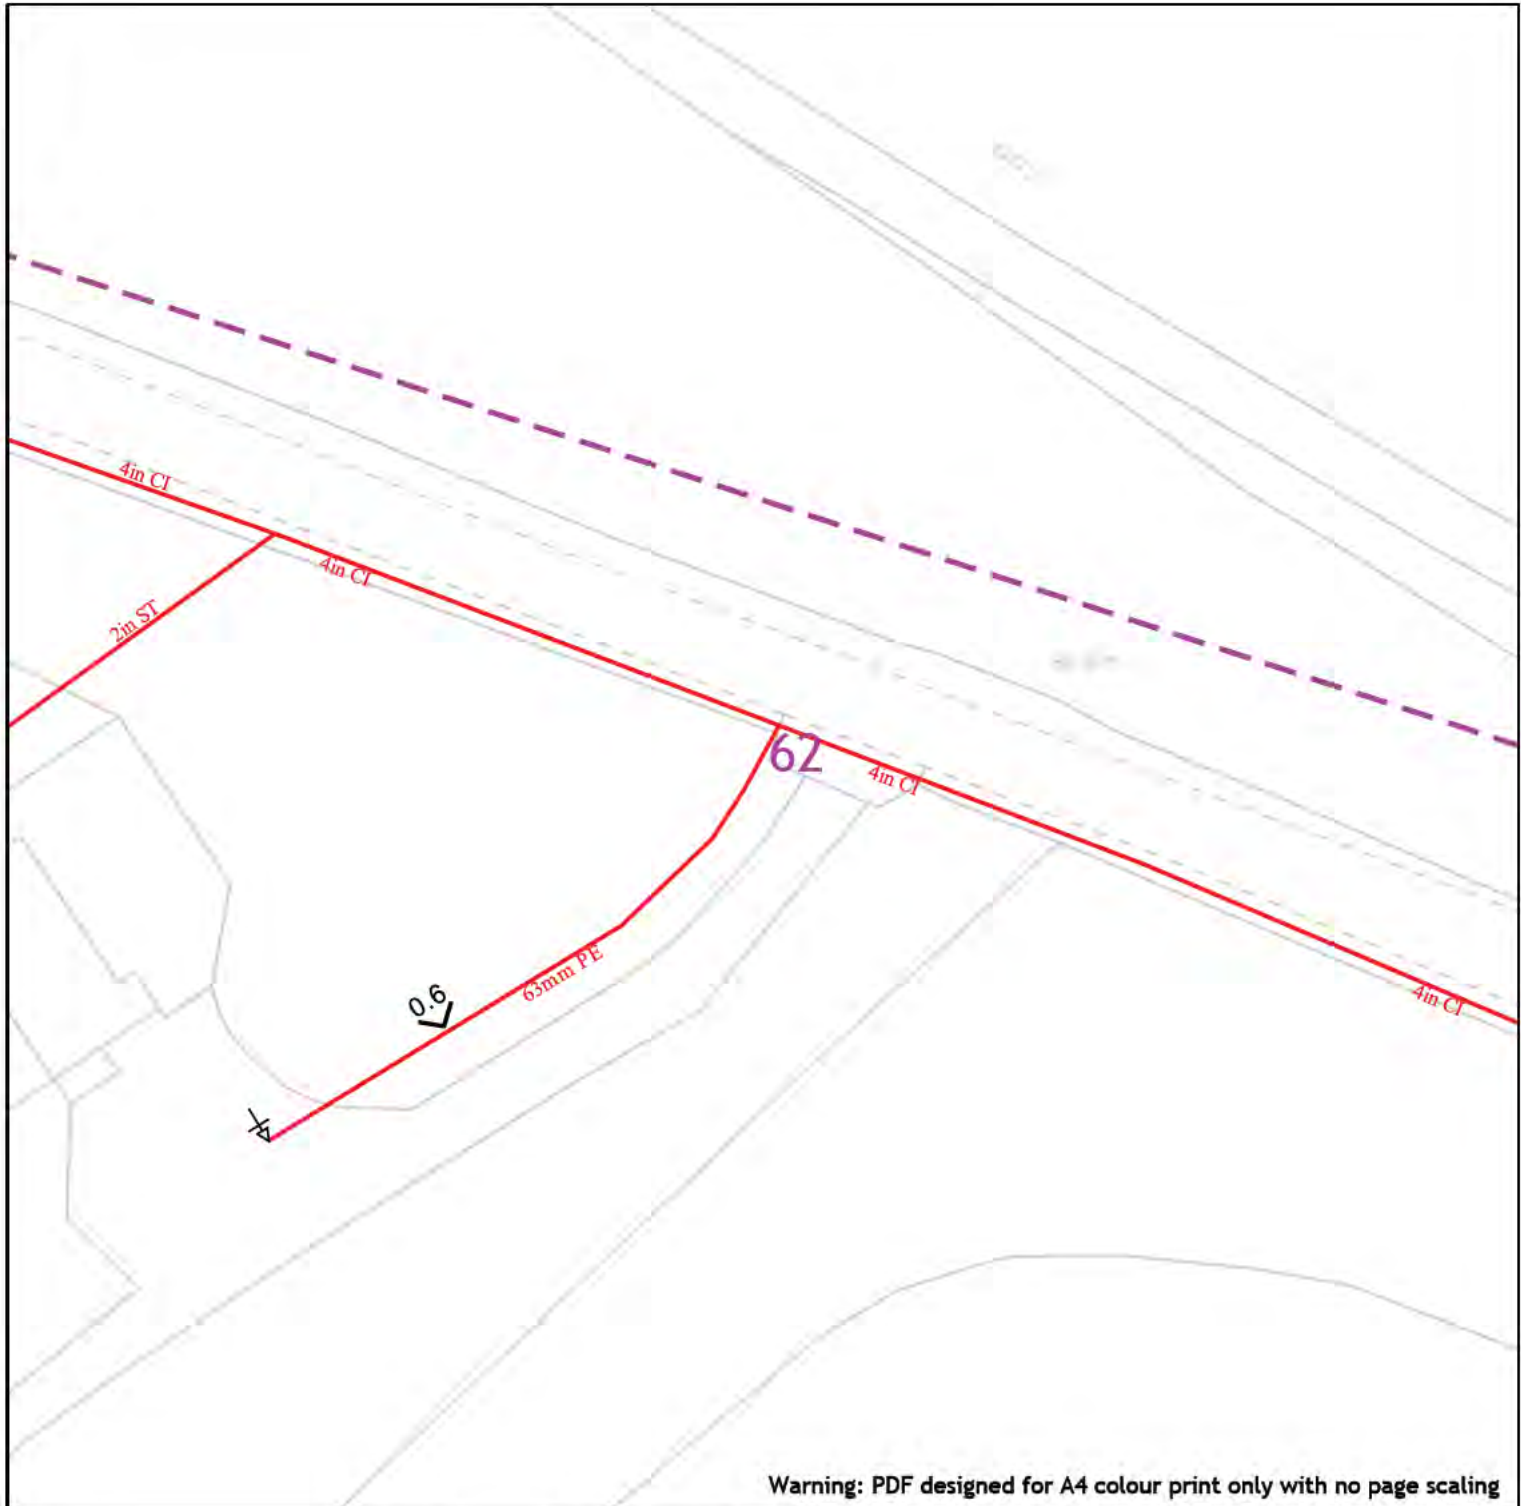 4in CI
4in CI
2in ST
62
4in CI
63mm PE
0.6
4in CI
Warning: PDF designed for A4 colour print only with no page scaling